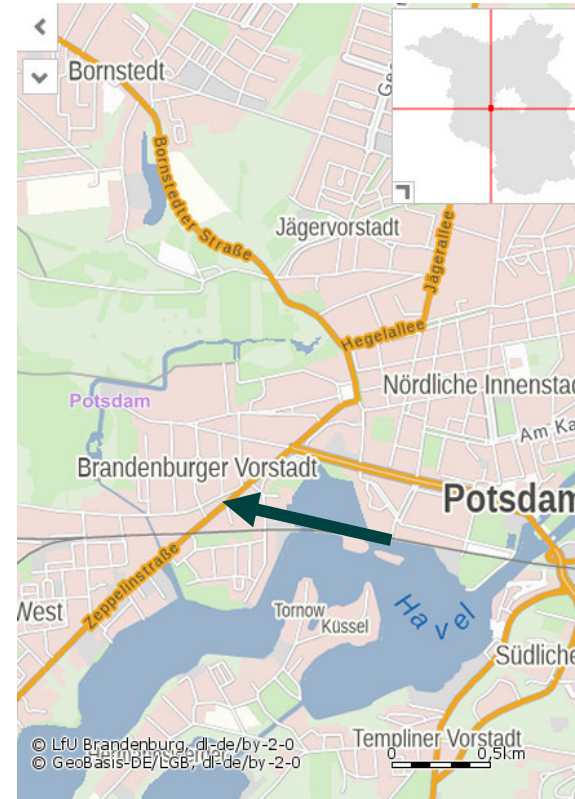 Bornstedt
Bornstedter Straße
Jägervorstadt
Jägerallee
Hegelallee
Nördliche Innenstad
Potsdam
Am Ka
Brandenburger Vorstadt
Potsdam
Zeppelinstraße
West
Tornow
Küssel
Havel
Südliche
Templiner Vorstadt
0 0,5km
© LfU Brandenburg, dl-de/by-2-0
© GeoBasis-DE/LGB, dl-de/by-2-0